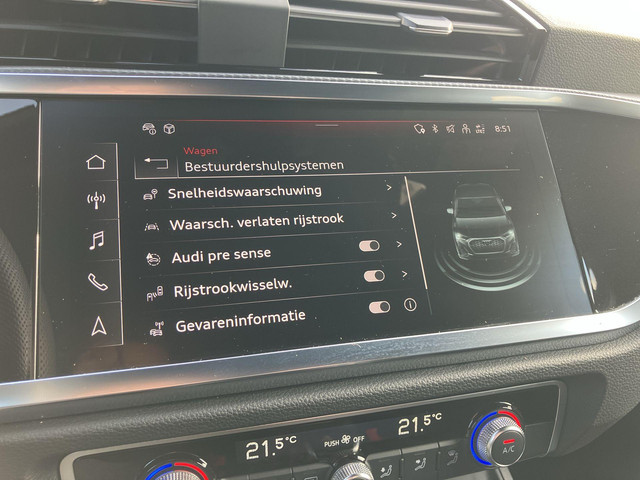 8:51
Wagen
Bestuurdershulpsystemen
Snelheidswaarschuwing
Waarsch. verlaten rijstrook
Audi pre sense
Rijstrookwisselw.
Gevareninformatie
21.5°C
PUSH OFF
21.5°C
A/C